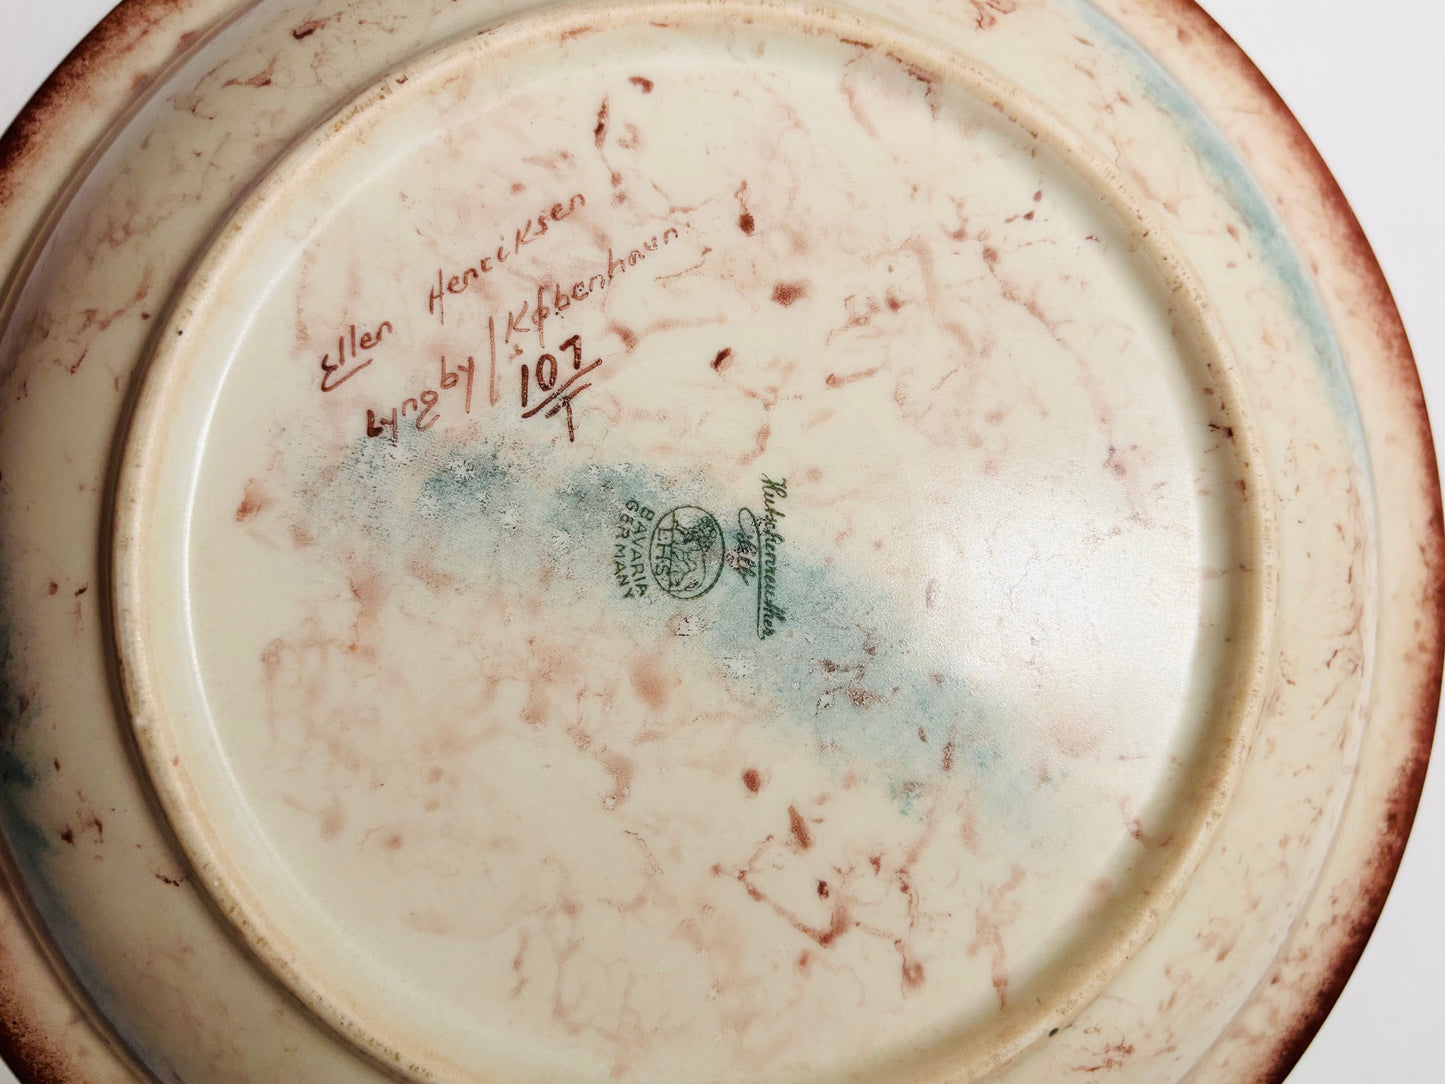 Ellen Henriksen
Lyngby/København.
107
T
Hutschenreuther
Selb
LHS
BAVARIA
GERMANY